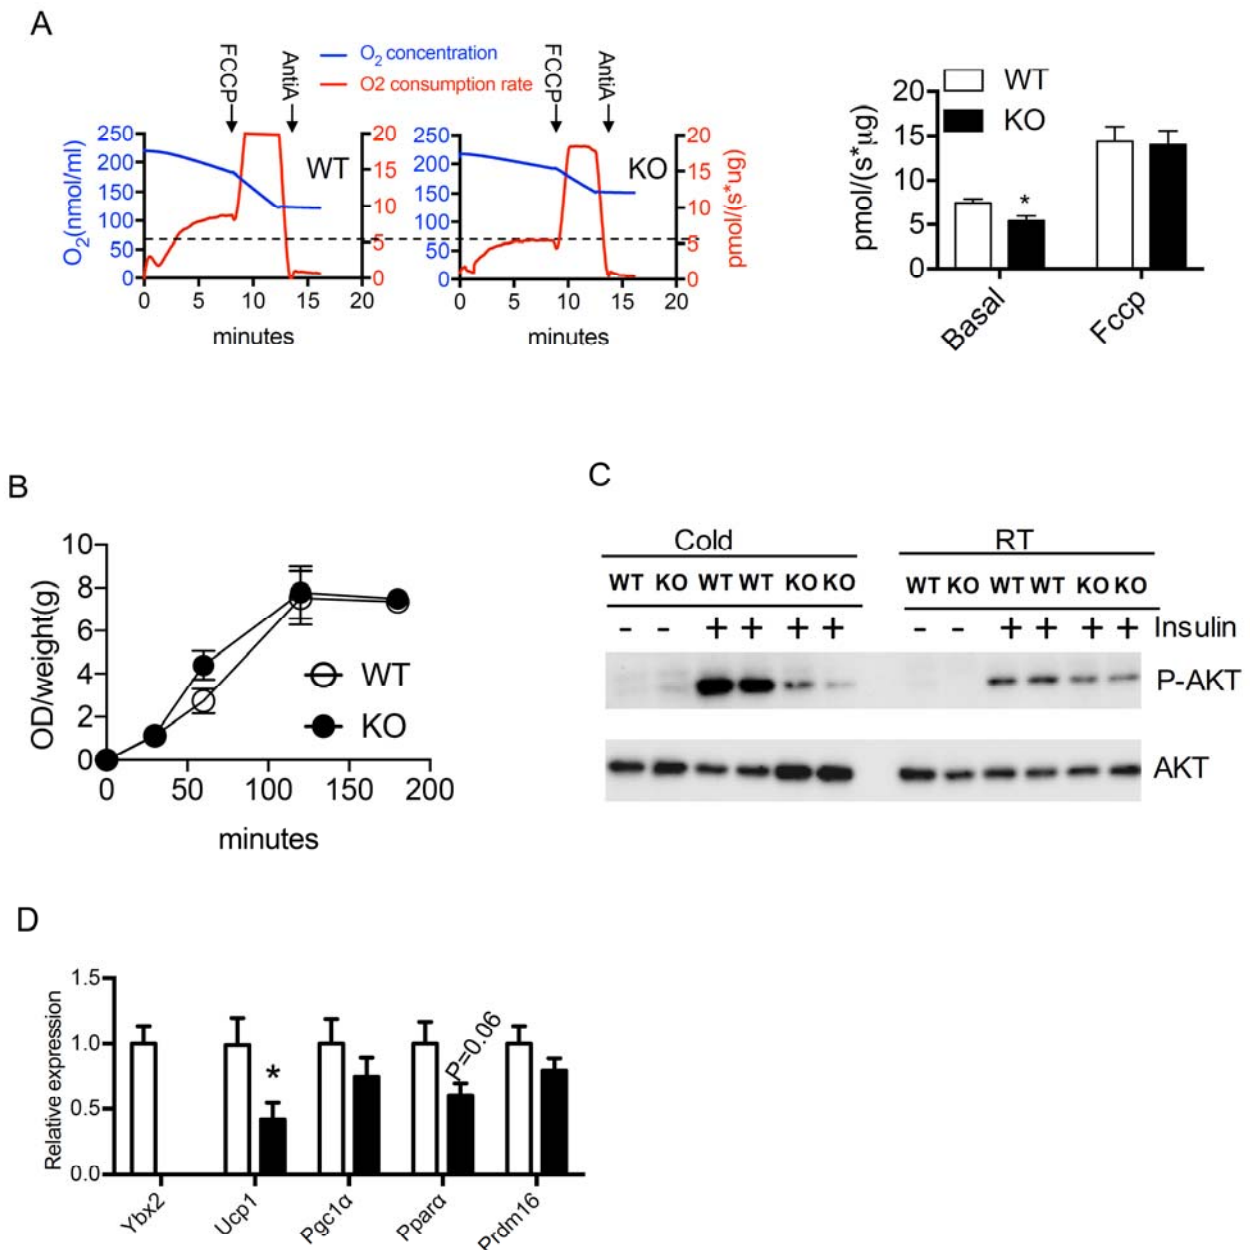 A
FCCP
AntiA
O2 concentration
O2 consumption rate
FCCP
AntiA
250
200
150
100
50
0
O2(nmol/ml)
WT
20
15
10
5
0
0 5 10 15 20
minutes
250
200
150
100
50
0
KO
20
15
10
5
0
pmol/(s*ug)
0 5 10 15 20
minutes
WT
KO
20
15
10
5
0
pmol/(s*µg)
*
Basal
Fccp
B
10
8
6
4
2
0
OD/weight(g)
WT
KO
0 50 100 150 200
minutes
C
Cold RT
WT KO WT WT KO KO WT KO WT WT KO KO
- - + + + + - - + + + + Insulin
P-AKT
AKT
D
1.5
1.0
0.5
0.0
Relative expression
*
P=0.06
Ybx2
Ucp1
Pgc1α
Pparα
Prdm16